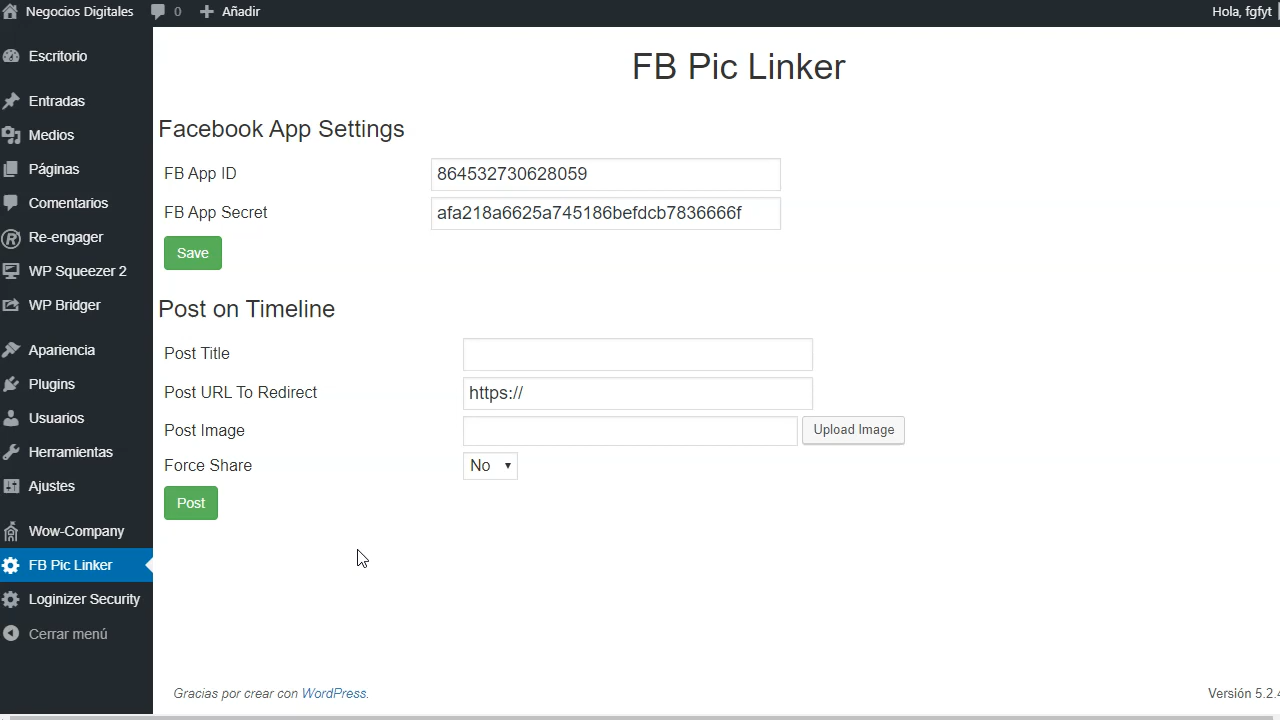 Negocios Digitales 0 Añadir Hola, fgfyt
Escritorio
Entradas
Medios
Páginas
Comentarios
Re-engager
WP Squeezer 2
WP Bridger
Apariencia
Plugins
Usuarios
Herramientas
Ajustes
Wow-Company
FB Pic Linker
Loginizer Security
Cerrar menú
FB Pic Linker
Facebook App Settings
FB App ID 864532730628059
FB App Secret afa218a6625a745186befdcb7836666f
Save
Post on Timeline
Post Title
Post URL To Redirect https://
Post Image Upload Image
Force Share No
Post
Gracias por crear con WordPress. Versión 5.2.4